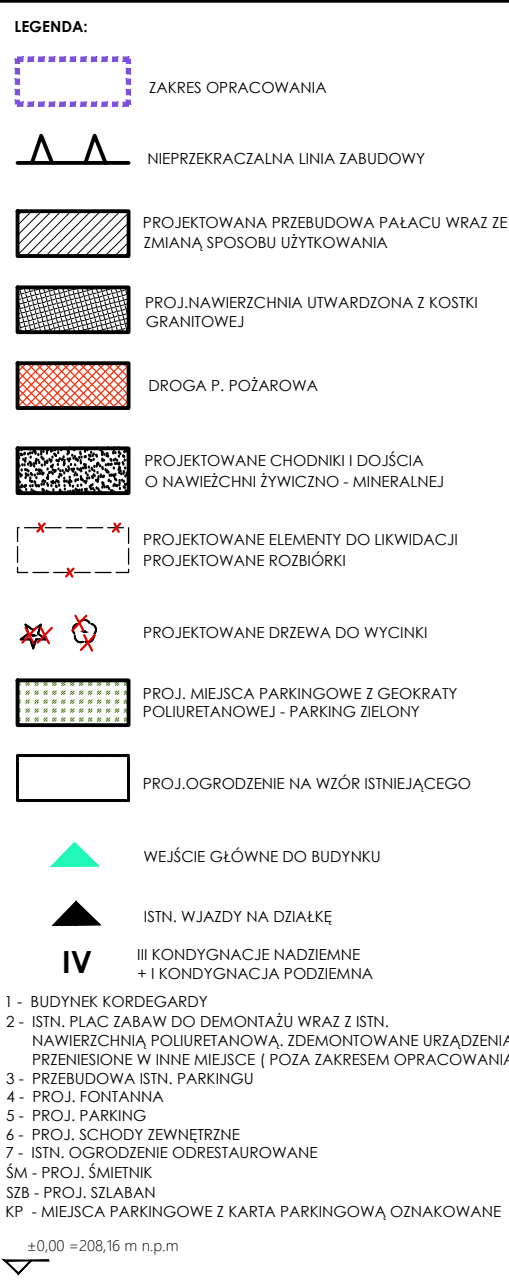 LEGENDA:
ZAKRES OPRACOWANIA
NIEPRZEKRACZALNA LINIA ZABUDOWY
PROJEKTOWANA PRZEBUDOWA PAŁACU WRAZ ZE
ZMIANĄ SPOSOBU UŻYTKOWANIA
PROJ.NAWIERZCHNIA UTWARDZONA Z KOSTKI
GRANITOWEJ
DROGA P. POŻAROWA
PROJEKTOWANE CHODNIKI I DOJŚCIA
O NAWIEŻCHNI ŻYWICZNO - MINERALNEJ
PROJEKTOWANE ELEMENTY DO LIKWIDACJI
PROJEKTOWANE ROZBIÓRKI
PROJEKTOWANE DRZEWA DO WYCINKI
PROJ. MIEJSCA PARKINGOWE Z GEOKRATY
POLIURETANOWEJ - PARKING ZIELONY
PROJ.OGRODZENIE NA WZÓR ISTNIEJĄCEGO
WEJŚCIE GŁÓWNE DO BUDYNKU
ISTN. WJAZDY NA DZIAŁKĘ
IV III KONDYGNACJE NADZIEMNE
+ I KONDYGNACJA PODZIEMNA
1 - BUDYNEK KORDEGARDY
2 - ISTN. PLAC ZABAW DO DEMONTAŻU WRAZ Z ISTN.
NAWIERZCHNIĄ POLIURETANOWĄ. ZDEMONTOWANE URZĄDZENIA
PRZENIESIONE W INNE MIEJSCE ( POZA ZAKRESEM OPRACOWANIA
3 - PRZEBUDOWA ISTN. PARKINGU
4 - PROJ. FONTANNA
5 - PROJ. PARKING
6 - PROJ. SCHODY ZEWNĘTRZNE
7 - ISTN. OGRODZENIE ODRESTAUROWANE
ŚM - PROJ. ŚMIETNIK
SZB - PROJ. SZLABAN
KP - MIEJSCA PARKINGOWE Z KARTA PARKINGOWĄ OZNAKOWANE
±0,00 =208,16 m n.p.m